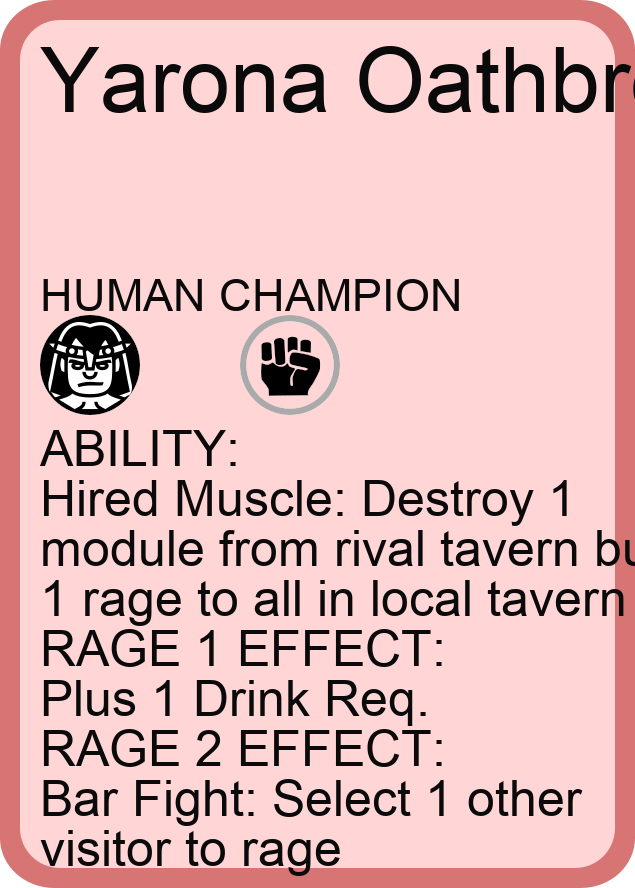 Yarona Oathbr
HUMAN CHAMPION
ABILITY:
Hired Muscle: Destroy 1
module from rival tavern bu
1 rage to all in local tavern
RAGE 1 EFFECT:
Plus 1 Drink Req.
RAGE 2 EFFECT:
Bar Fight: Select 1 other
visitor to rage